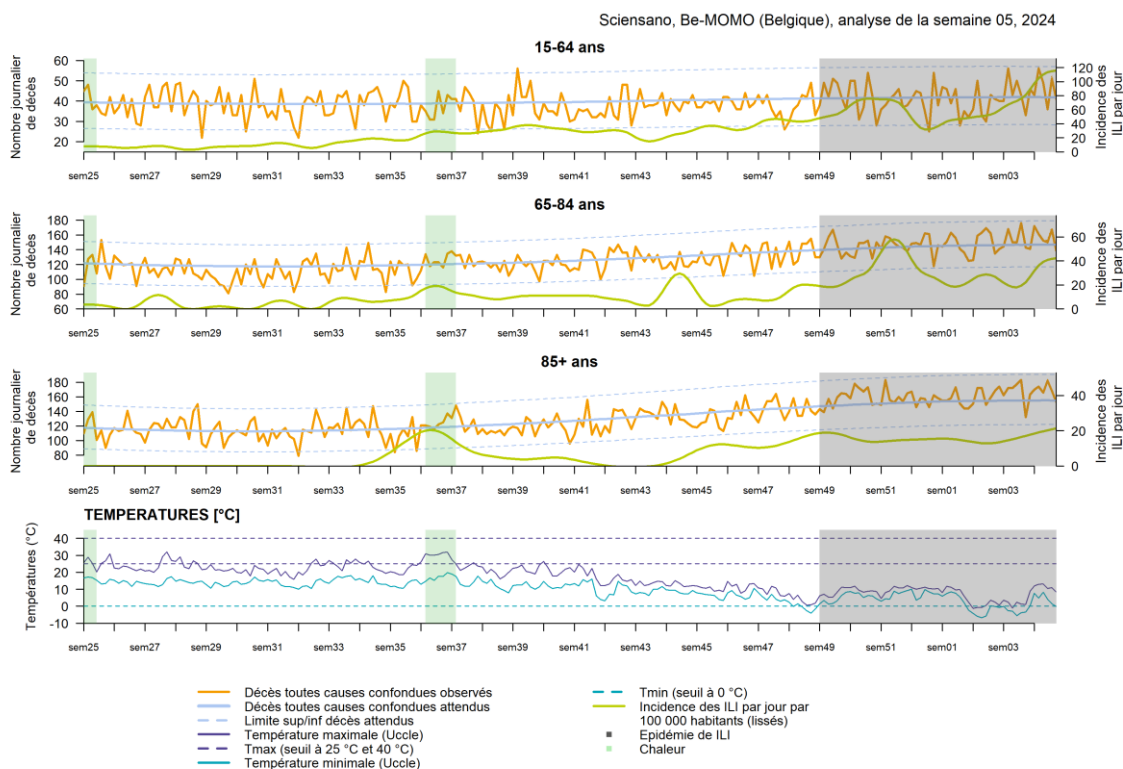 Sciensano, Be-MOMO (Belgique), analyse de la semaine 05, 2024
15-64 ans
Nombre journalier
de décès
60
50
40
30
20
120
100
80
60
40
20
0
Incidence des
ILI par jour
sem25 sem27 sem29 sem31 sem33 sem35 sem37 sem39 sem41 sem43 sem45 sem47 sem49 sem51 sem01 sem03
65-84 ans
Nombre journalier
de décès
180
160
140
120
100
80
60
60
40
20
0
Incidence des
ILI par jour
sem25 sem27 sem29 sem31 sem33 sem35 sem37 sem39 sem41 sem43 sem45 sem47 sem49 sem51 sem01 sem03
85+ ans
Nombre journalier
de décès
180
160
140
120
100
80
40
20
0
Incidence des
ILI par jour
sem25 sem27 sem29 sem31 sem33 sem35 sem37 sem39 sem41 sem43 sem45 sem47 sem49 sem51 sem01 sem03
TEMPERATURES [°C]
Températures (°C)
40
30
20
10
0
-10
sem25 sem27 sem29 sem31 sem33 sem35 sem37 sem39 sem41 sem43 sem45 sem47 sem49 sem51 sem01 sem03
Décès toutes causes confondues observés
Décès toutes causes confondues attendus
Limite sup/inf décès attendus
Température maximale (Uccle)
Tmax (seuil à 25 °C et 40 °C)
Température minimale (Uccle)
Tmin (seuil à 0 °C)
Incidence des ILI par jour par
100 000 habitants (lissés)
Epidémie de ILI
Chaleur